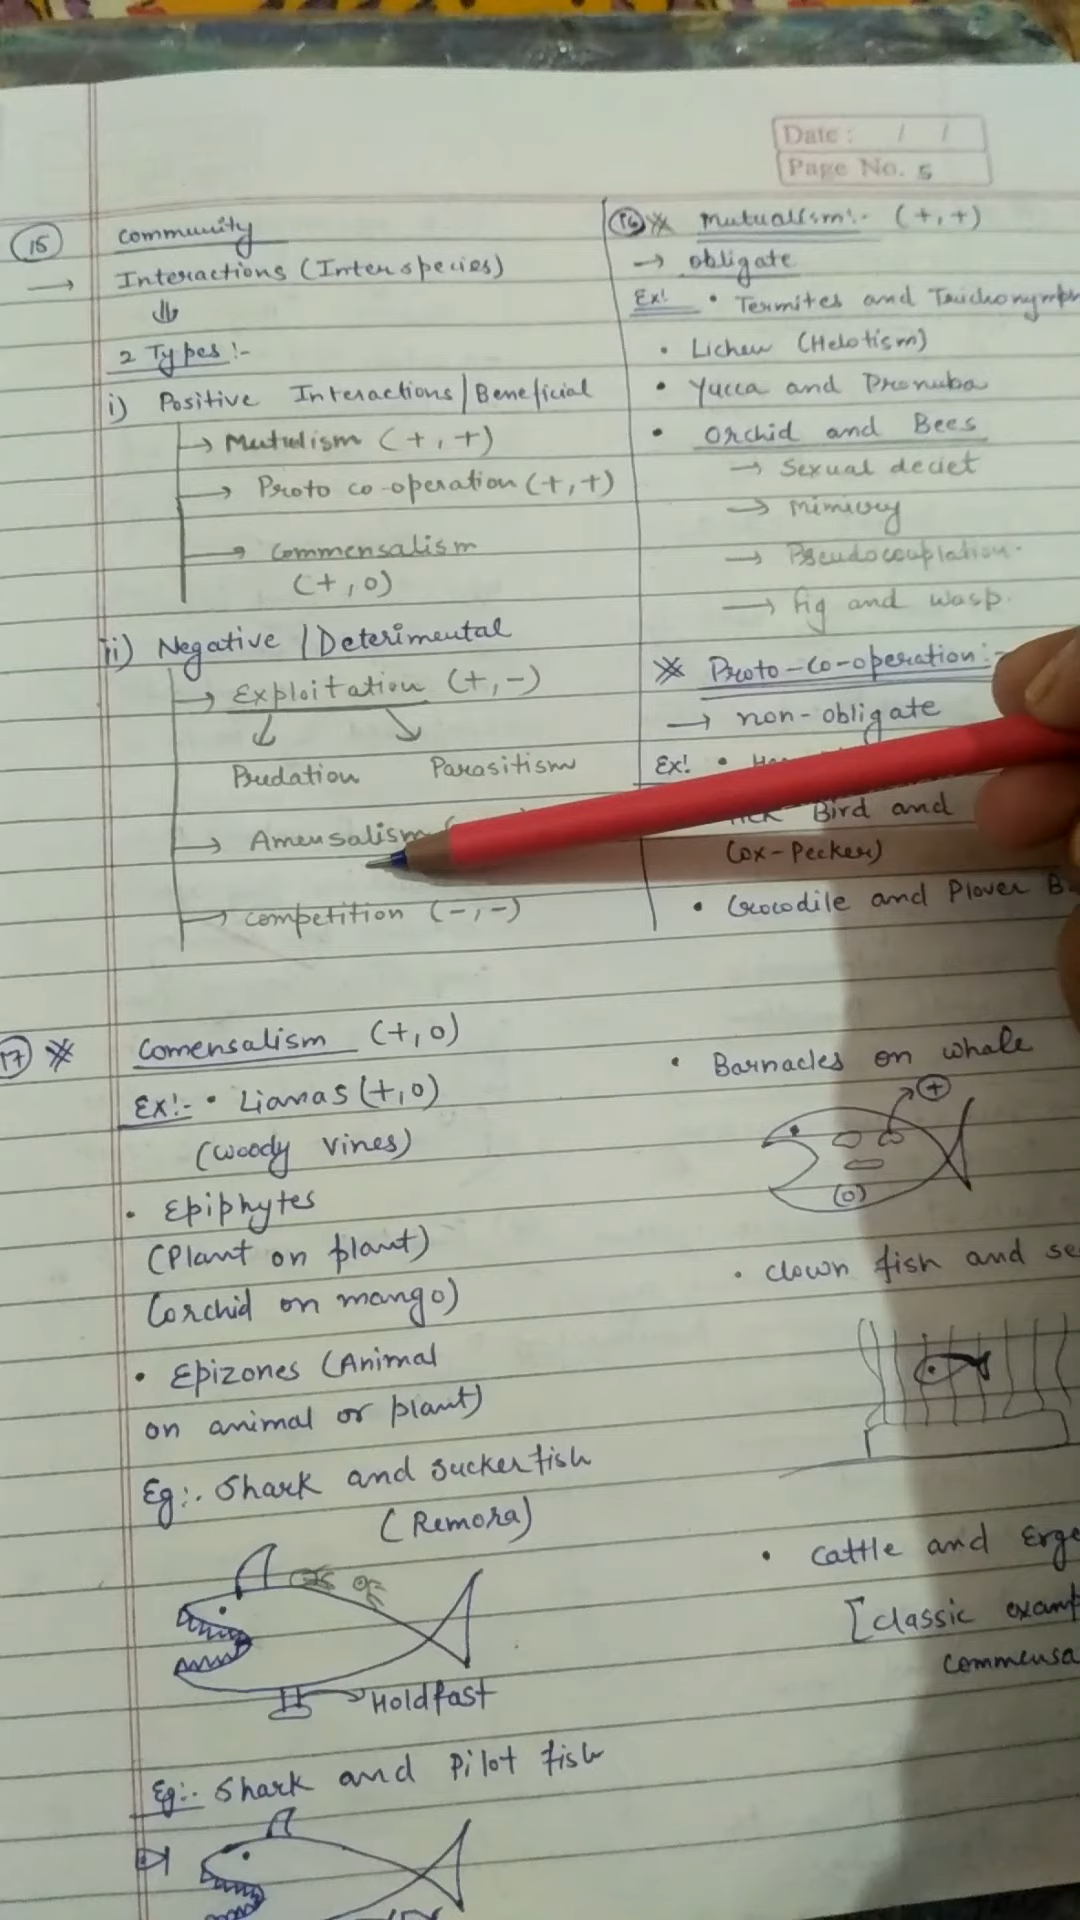 Date : / /
Page No. 5
15 Community
→ Interactions (Interspecies)
2 Types :-
i) Positive Interactions / Beneficial
→ Mutulism (+, +)
→ Proto co-operation (+, +)
→ Commensalism
(+, 0)
ii) Negative / Deterimental
→ Exploitation (+, -)
Predation Parasitism
→ Amensalism
→ Competition (-, -)
16 * Mutualism :- (+, +)
→ obligate
Ex! • Termites and
• Lichen (Helotism)
• Yucca and Pronuba
• Orchid and Bees
→ Sexual deciet
→ Mimicry
→ Pseudocouplation.
→ fig and wasp.
* Proto-Co-operation :-
→ non-obligate
Ex! •
Bird and
(Ox-Pecker)
• Crocodile and Plover
17 * Comensalism (+, 0)
Ex :- • Lianas (+, 0)
(Woody vines)
• Epiphytes
(Plant on plant)
(orchid on mango)
• Epizones (Animal
on animal or plant)
Eg :- Shark and Suckerfish
(Remora)
Holdfast
Eg :- Shark and Pilot fish
• Barnacles on whale
+
(0)
• Clown fish and
• Cattle and
[Classic